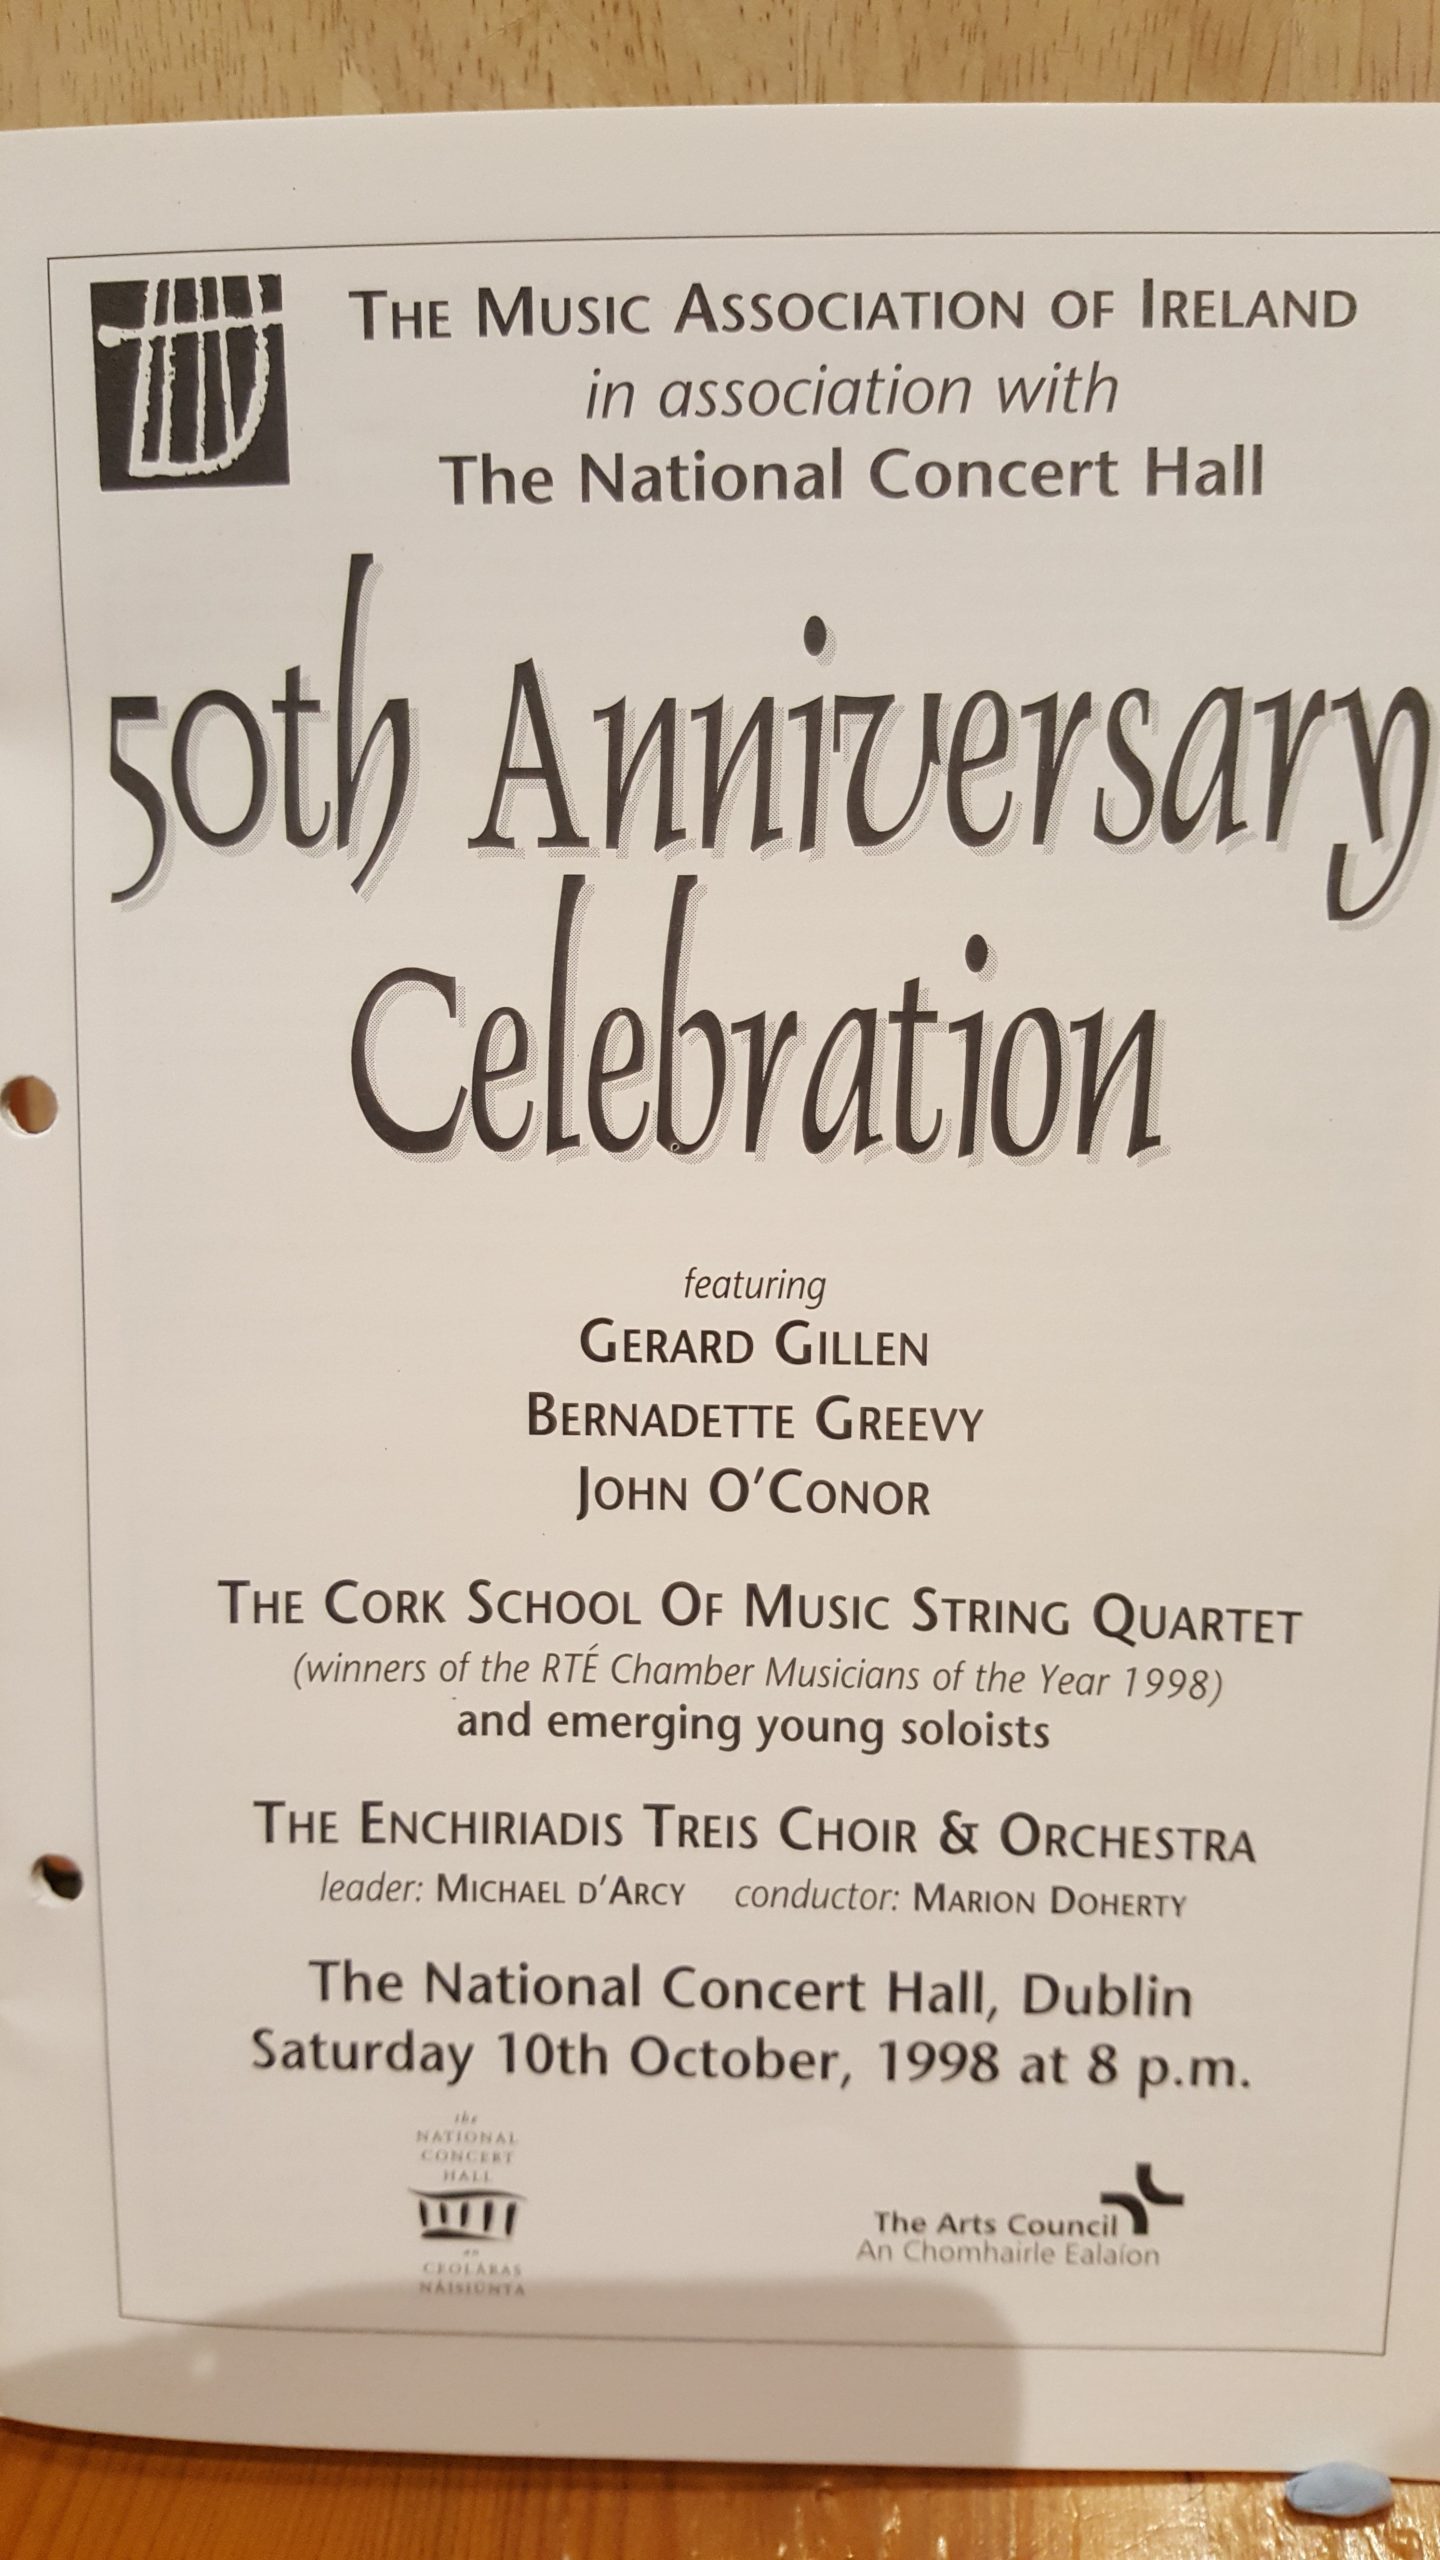 THE MUSIC ASSOCIATION OF IRELAND
in association with
The National Concert Hall
50th Anniversary
Celebration
featuring
GERARD GILLEN
BERNADETTE GREEVY
JOHN O'CONOR
THE CORK SCHOOL OF MUSIC STRING QUARTET
(winners of the RTÉ Chamber Musicians of the Year 1998)
and emerging young soloists
THE ENCHIRIADIS TREIS CHOIR & ORCHESTRA
leader: MICHAEL D'ARCY conductor: MARION DOHERTY
The National Concert Hall, Dublin
Saturday 10th October, 1998 at 8 p.m.
the
NATIONAL
CONCERT
HALL
an
CEOLÁRAS
NÁISIÚNTA
The Arts Council
An Chomhairle Ealaíon